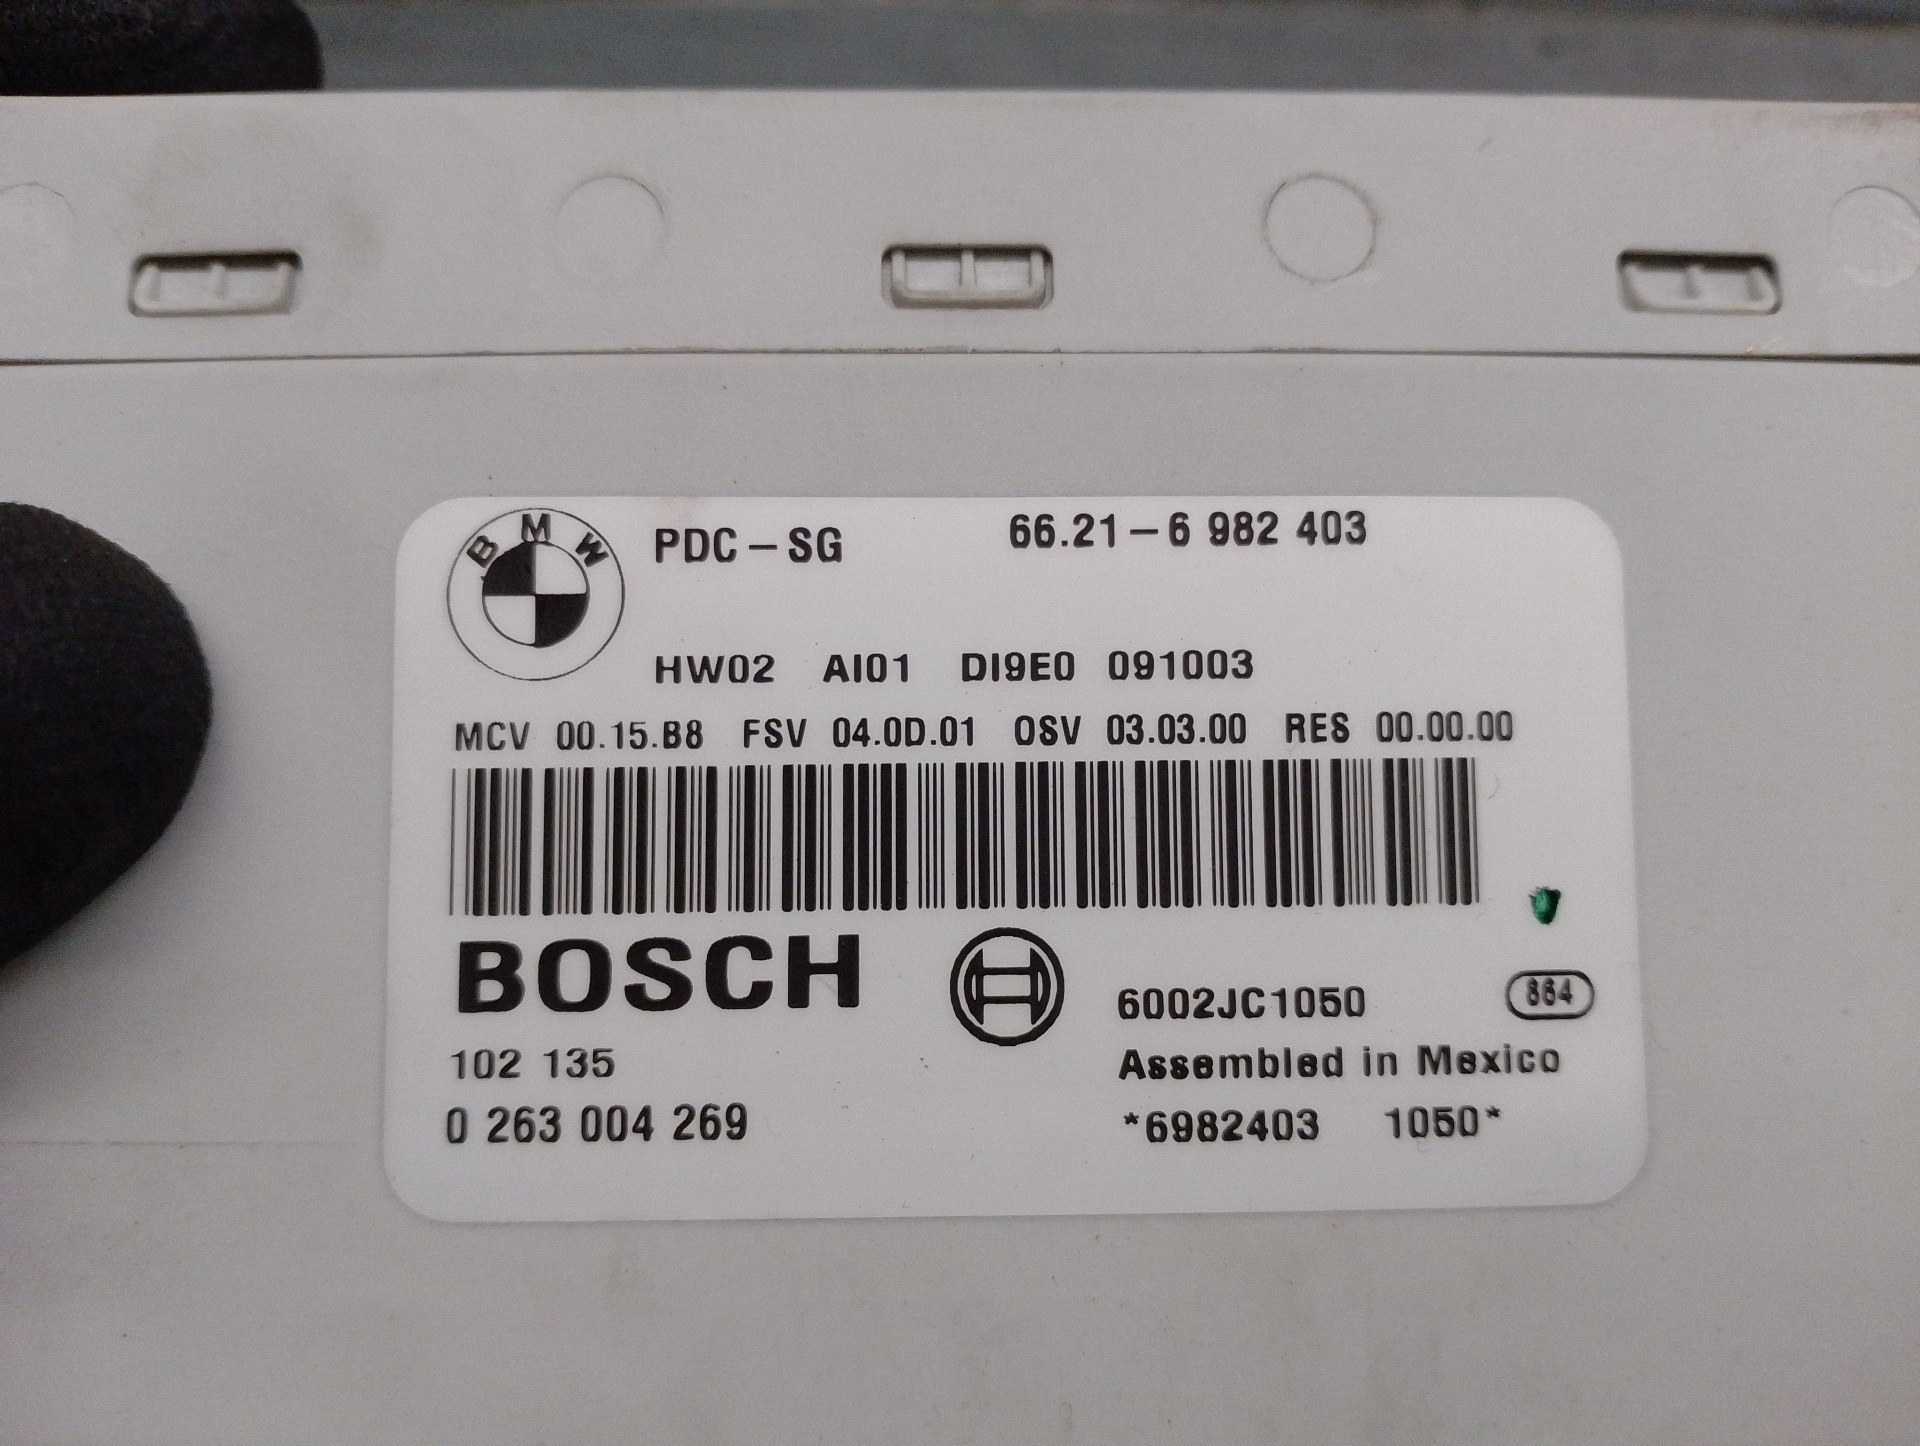 BMW
PDC-SG 66.21-6 982 403
HW02 AI01 DI9E0 091003
MCV 00.15.B8 FSV 04.0D.01 OSV 03.03.00 RES 00.00.00
BOSCH
6002JC1050 864
102 135 Assembled in Mexico
0 263 004 269 *6982403 1050*